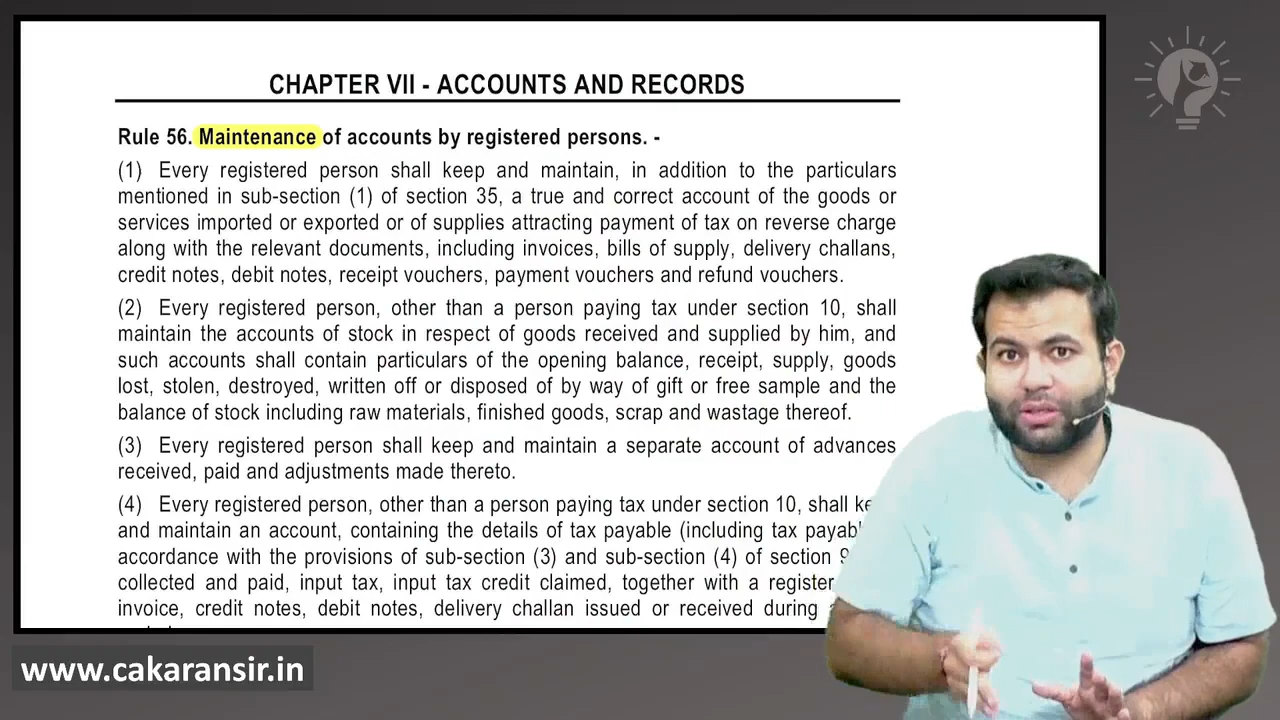 CHAPTER VII - ACCOUNTS AND RECORDS
Rule 56. Maintenance of accounts by registered persons. -
(1) Every registered person shall keep and maintain, in addition to the particulars
mentioned in sub-section (1) of section 35, a true and correct account of the goods or
services imported or exported or of supplies attracting payment of tax on reverse charge
along with the relevant documents, including invoices, bills of supply, delivery challans,
credit notes, debit notes, receipt vouchers, payment vouchers and refund vouchers.
(2) Every registered person, other than a person paying tax under section 10, shall
maintain the accounts of stock in respect of goods received and supplied by him, and
such accounts shall contain particulars of the opening balance, receipt, supply, goods
lost, stolen, destroyed, written off or disposed of by way of gift or free sample and the
balance of stock including raw materials, finished goods, scrap and wastage thereof.
(3) Every registered person shall keep and maintain a separate account of advances
received, paid and adjustments made thereto.
(4) Every registered person, other than a person paying tax under section 10, shall
and maintain an account, containing the details of tax payable (including tax
accordance with the provisions of sub-section (3) and sub-section (4) of section
collected and paid, input tax, input tax credit claimed, together with a register
invoice, credit notes, debit notes, delivery challan issued or received during
www.cakaransir.in